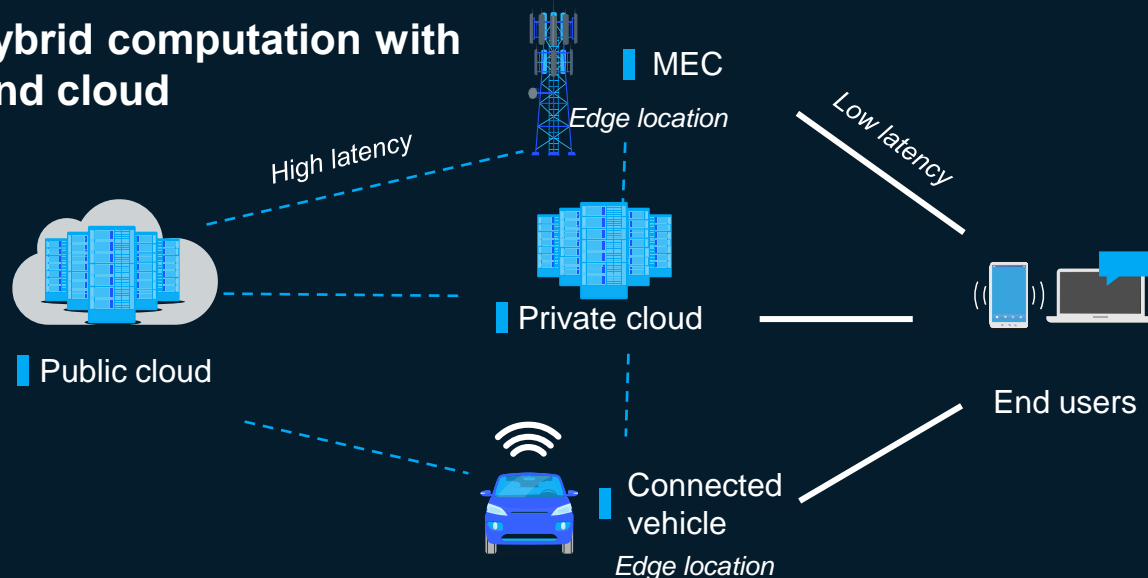 ybrid computation with
nd cloud
MEC
Edge location
High latency
Low latency
Private cloud
Public cloud
End users
Connected
vehicle
Edge location